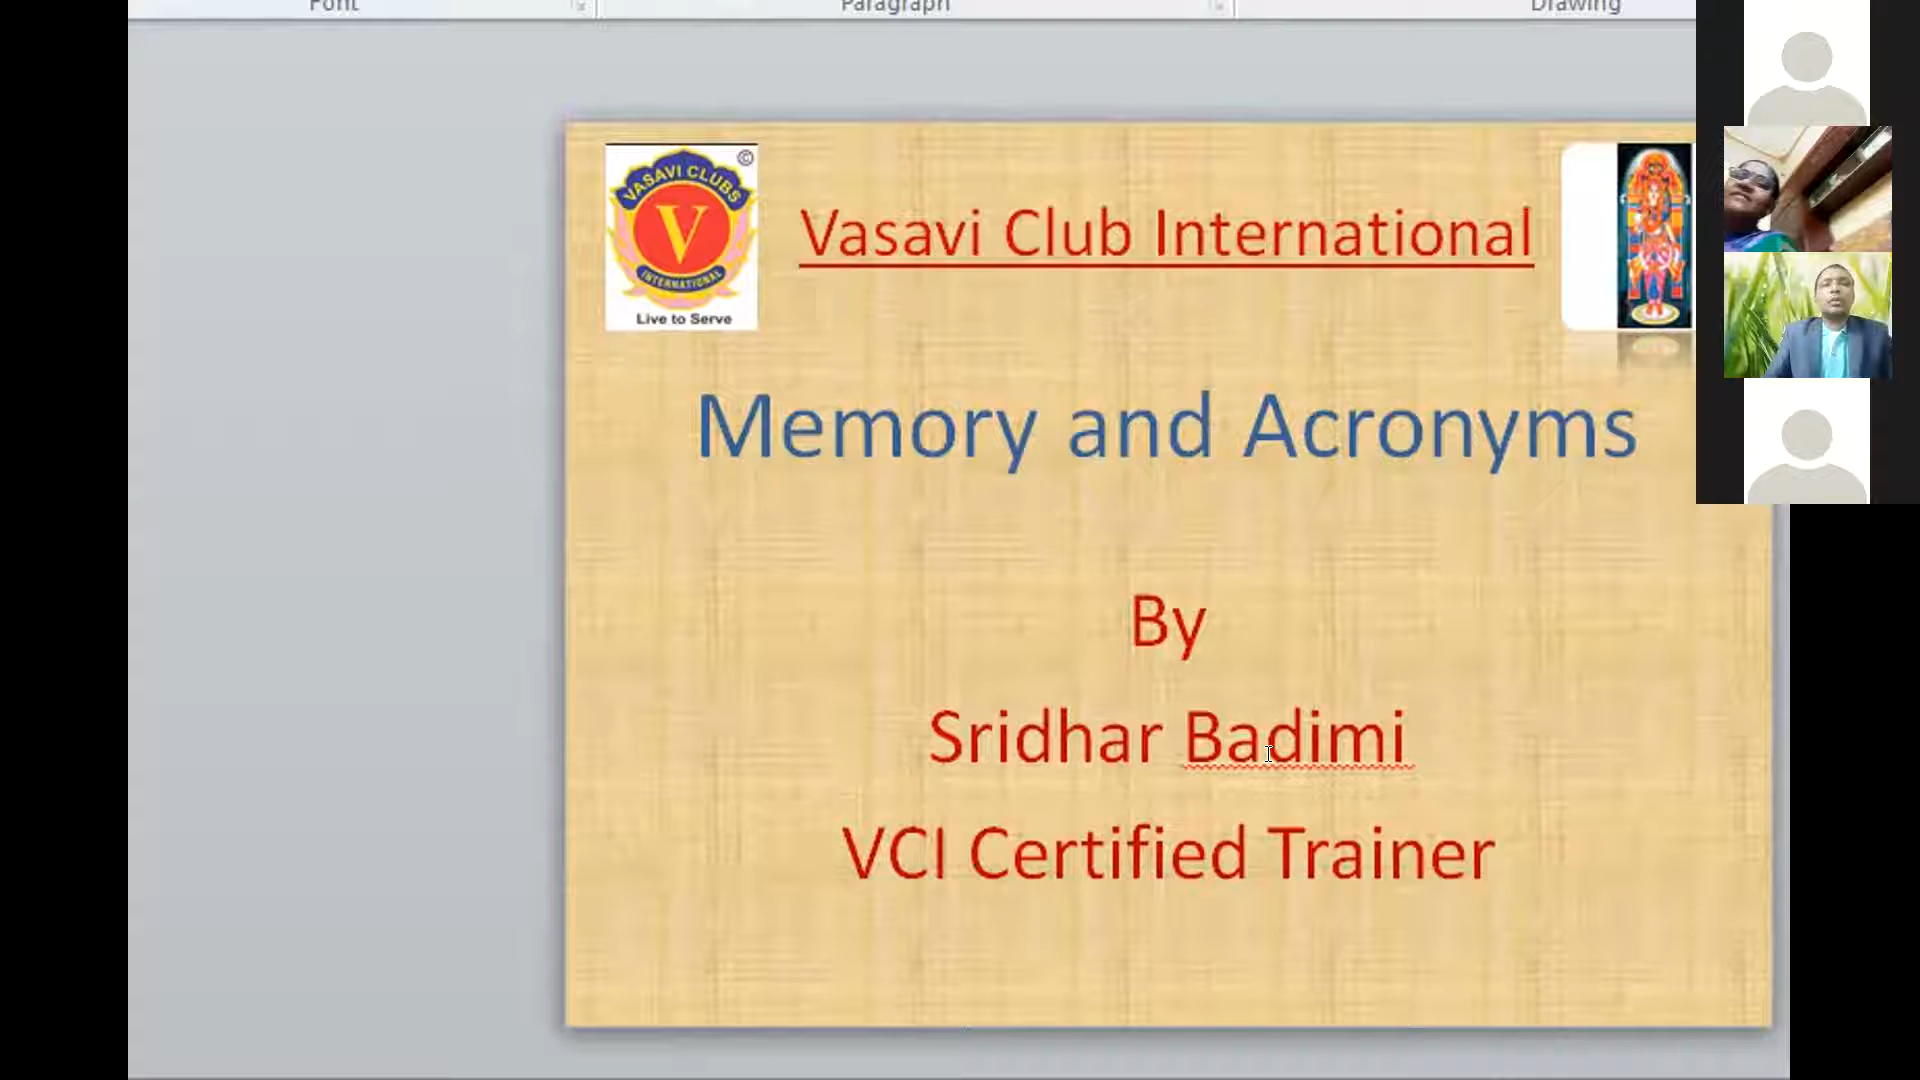 Font
Paragraph
Drawing
VASAVI CLUBS
©
V
INTERNATIONAL
Live to Serve
Vasavi Club International
Memory and Acronyms
By
Sridhar Badimi
VCI Certified Trainer